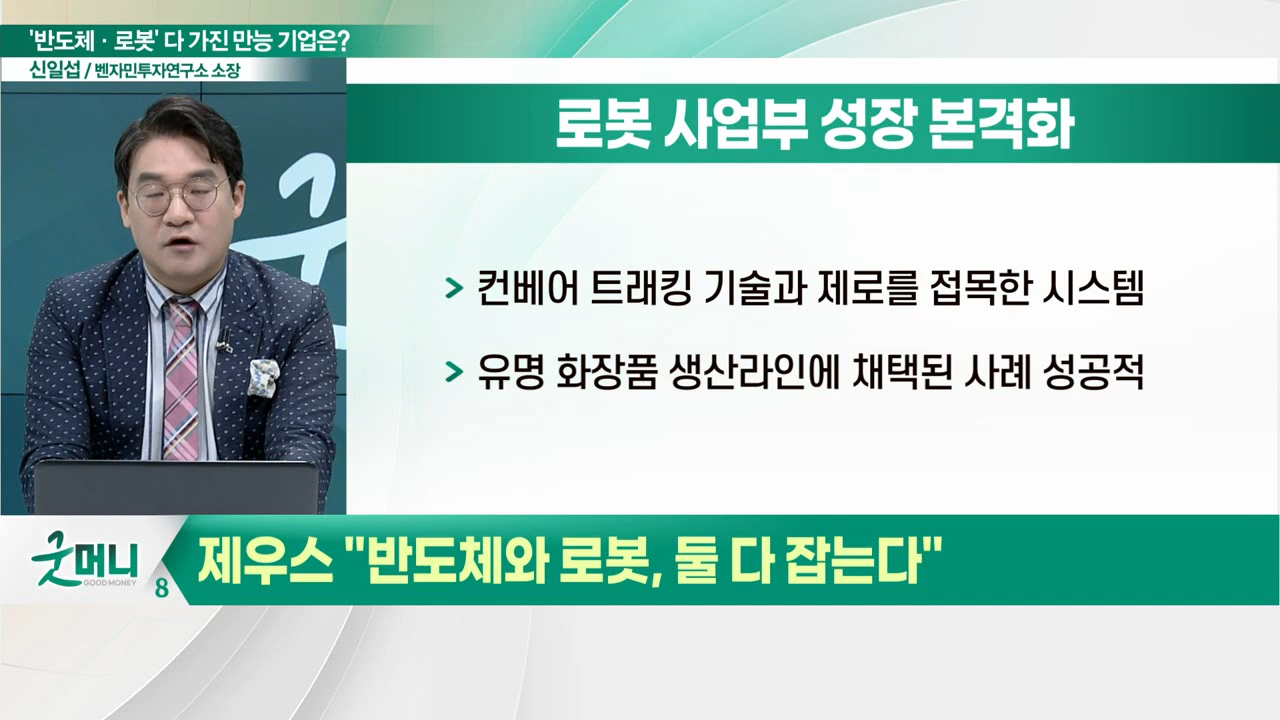 '반도체 · 로봇' 다 가진 만능 기업은?
신일섭 / 벤자민투자연구소 소장
로봇 사업부 성장 본격화
> 컨베어 트래킹 기술과 제로를 접목한 시스템
> 유명 화장품 생산라인에 채택된 사례 성공적
굿머니
GOOD MONEY
8
제우스 "반도체와 로봇, 둘 다 잡는다"